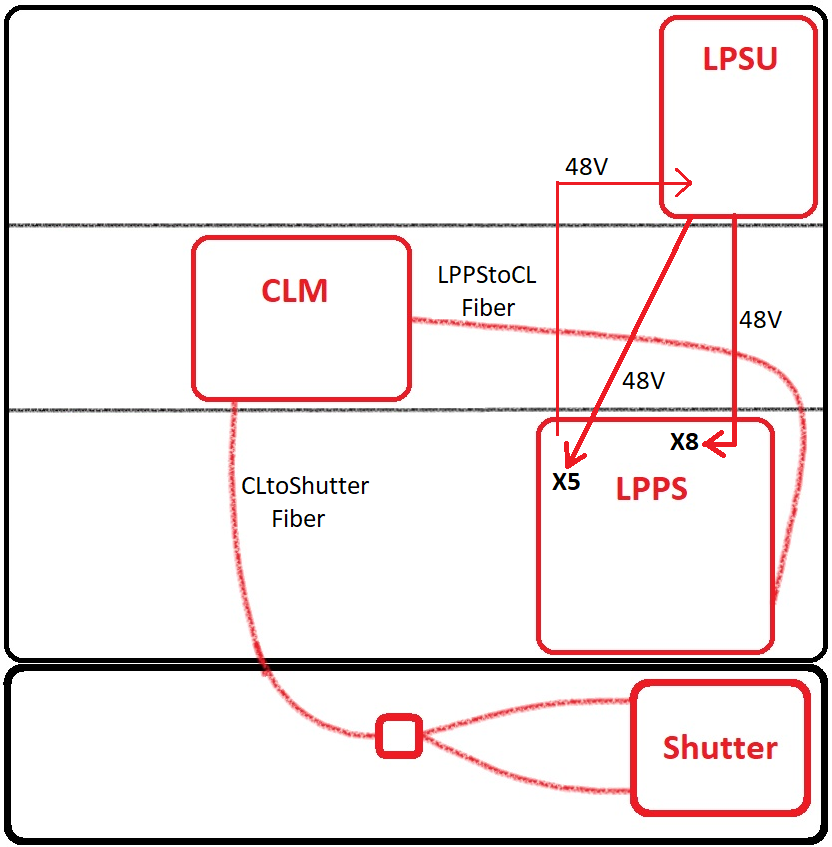 LPSU
48V
CLM
LPPStoCL
Fiber
48V
48V
X8
X5
LPPS
CLtoShutter
Fiber
Shutter